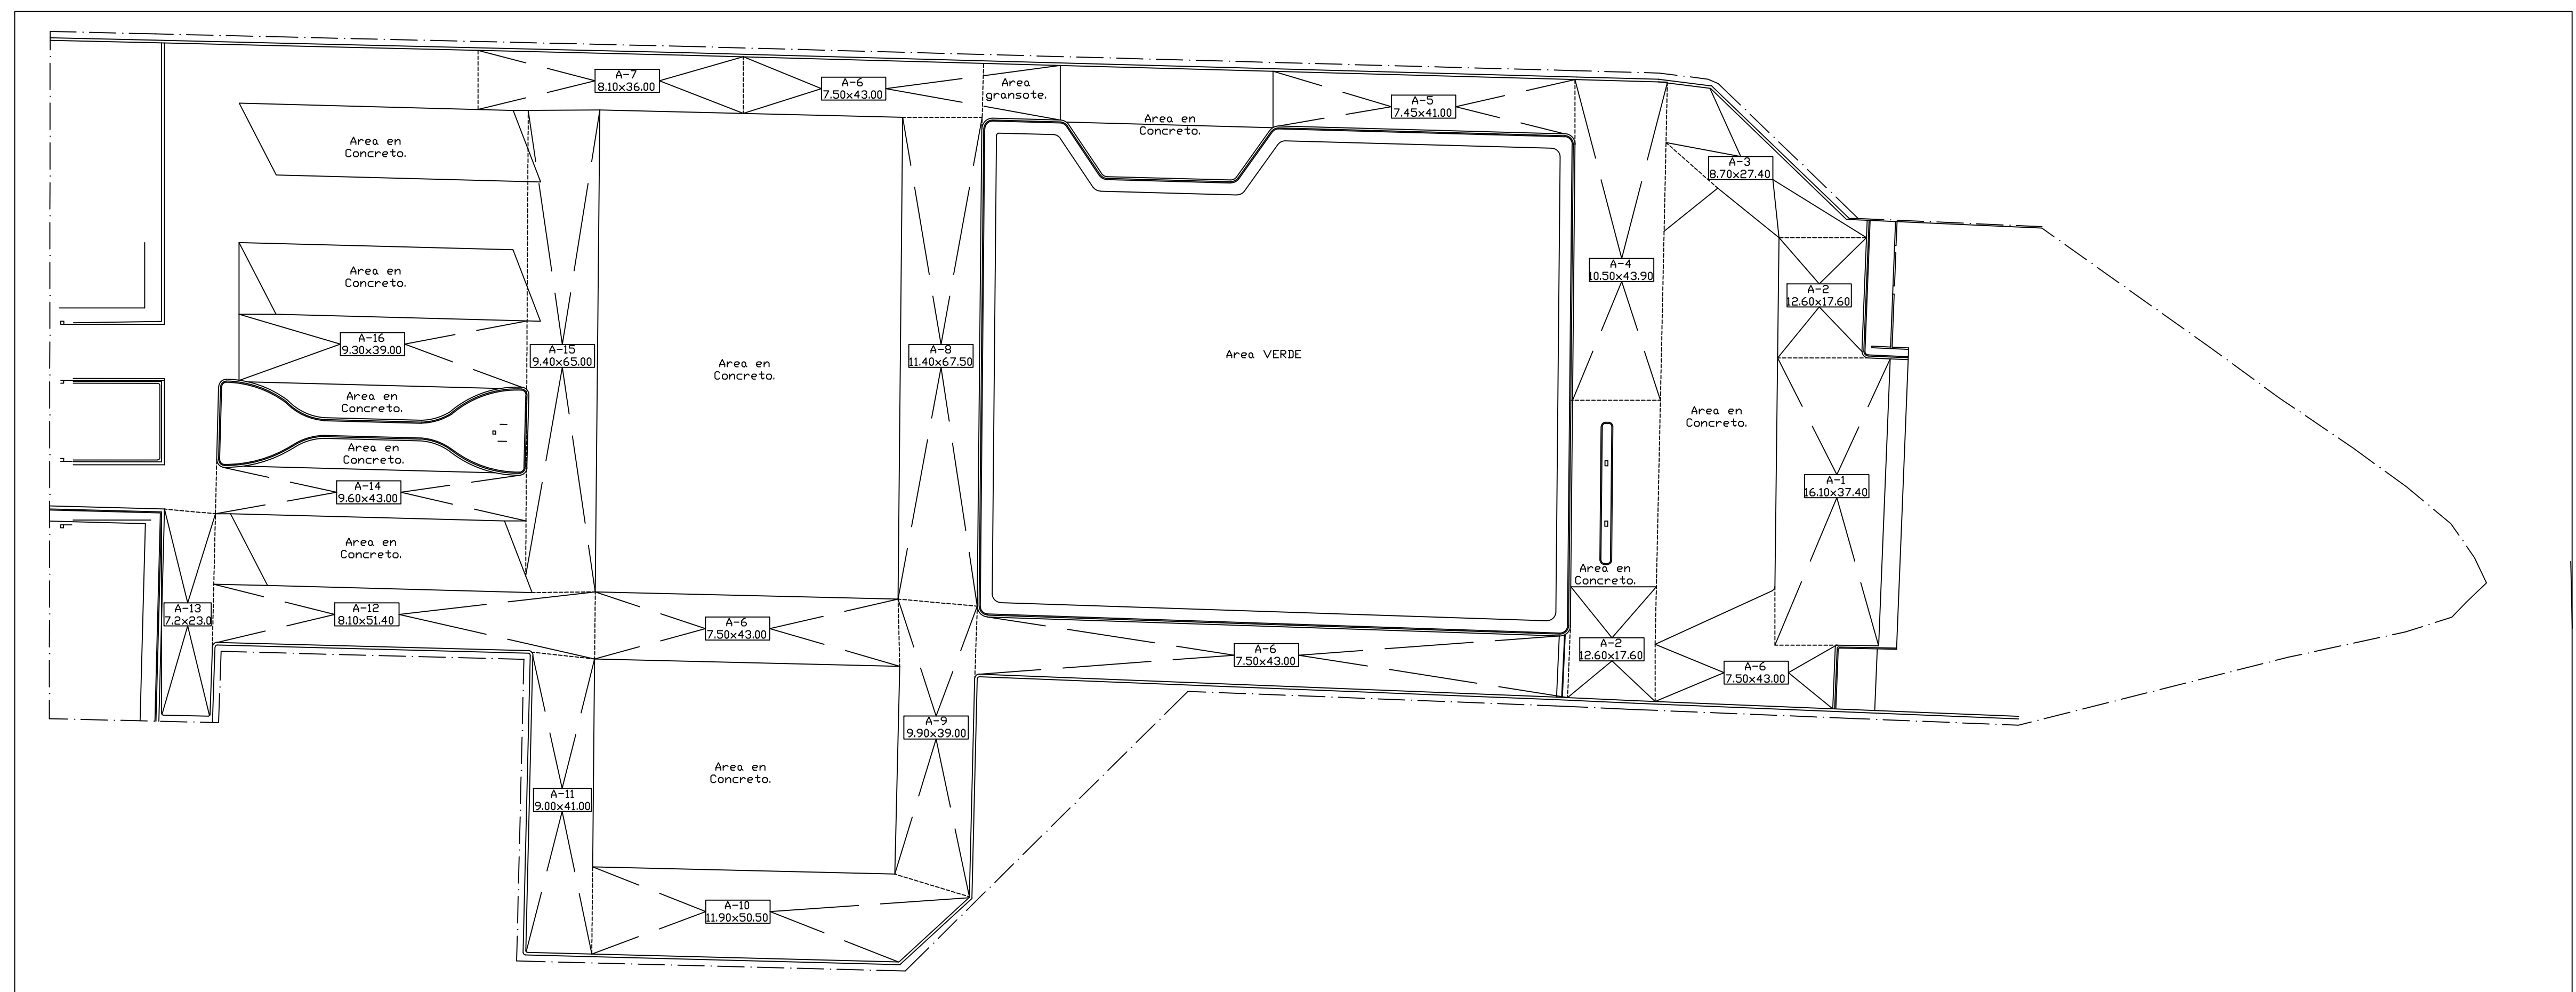 A-7
8.10x36.00
A-6
7.50x43.00
Area
gransote.
Area en
Concreto.
A-5
7.45x41.00
A-3
8.70x27.40
Area en
Concreto.
Area en
Concreto.
A-4
10.50x43.90
A-2
12.60x17.60
A-16
9.30x39.00
A-15
9.40x65.00
Area en
Concreto.
A-8
11.40x67.50
Area VERDE
Area en
Concreto.
Area en
Concreto.
Area en
Concreto.
A-14
9.60x43.00
A-1
16.10x37.40
Area en
Concreto.
Area en
Concreto.
A-13
7.2x23.0
A-12
8.10x51.40
A-6
7.50x43.00
A-6
7.50x43.00
A-2
12.60x17.60
A-6
7.50x43.00
A-9
9.90x39.00
Area en
Concreto.
A-11
9.00x41.00
A-10
11.90x50.50